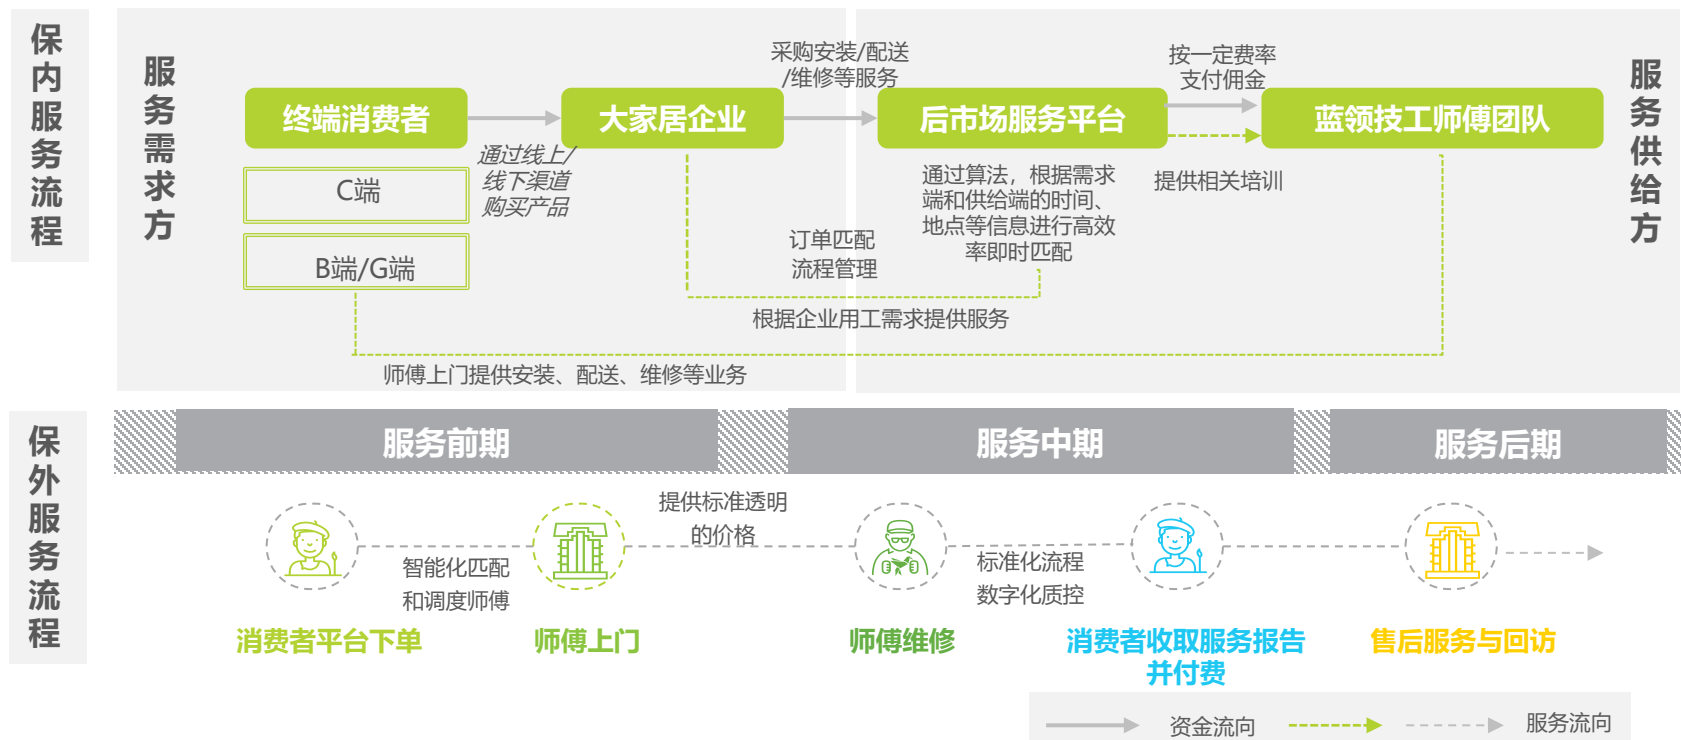 保内服务流程
服务需求方
采购安装/配送
/维修等服务
按一定费率
支付佣金
服务供给方
终端消费者
大家居企业
后市场服务平台
蓝领技工师傅团队
C端
B端/G端
通过线上/
线下渠道
购买产品
通过算法，根据需求
端和供给端的时间、
地点等信息进行高效
率即时匹配
提供相关培训
订单匹配
流程管理
根据企业用工需求提供服务
师傅上门提供安装、配送、维修等业务
保外服务流程
服务前期
服务中期
服务后期
智能化匹配
和调度师傅
提供标准透明
的价格
标准化流程
数字化质控
消费者平台下单
师傅上门
师傅维修
消费者收取服务报告
并付费
售后服务与回访
资金流向
服务流向